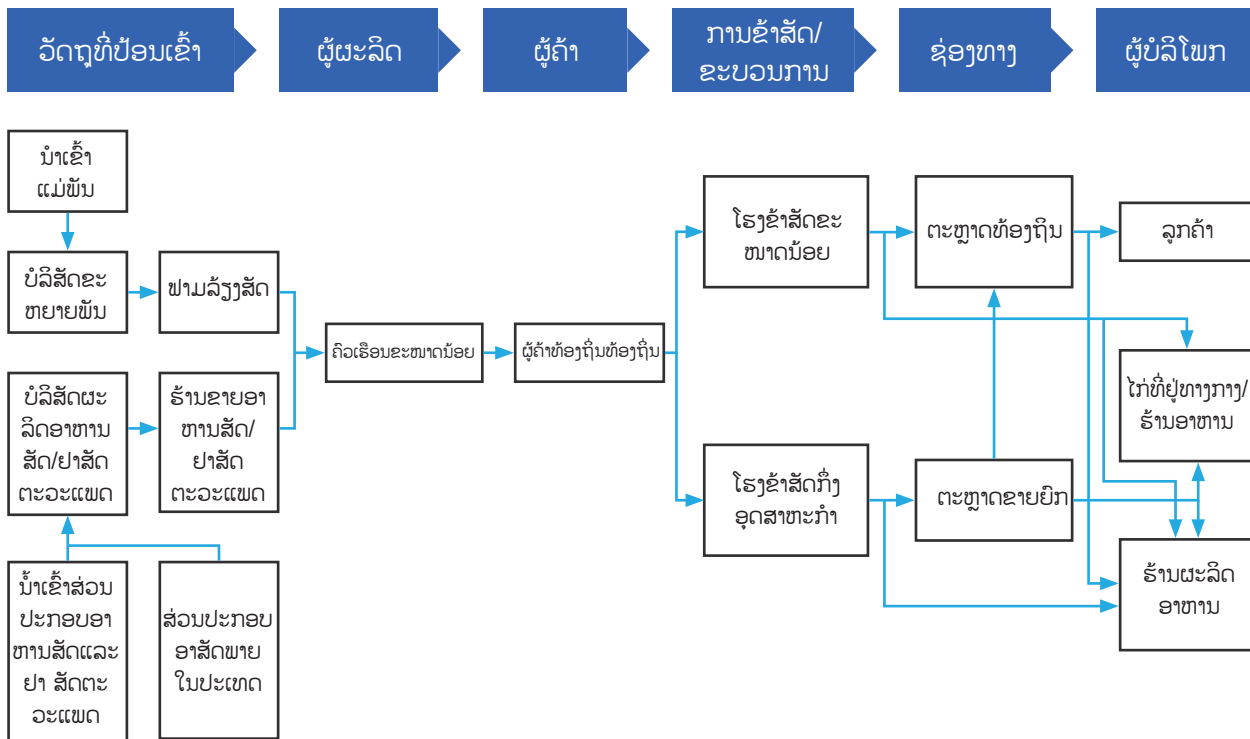 ວັດຖຸທີ່ປ້ອນເຂົ້າ
ຜູ້ຜະລິດ
ຜູ້ຄ້າ
ການຂ້າສັດ/
ຂະບວນການ
ຊ່ອງທາງ
ຜູ້ບໍລິໂພກ
ນຳເຂົ້າ
ແມ່ພັນ
ບໍລິສັດຂະ
ຫຍາຍພັນ
ຟາມລ້ຽງສັດ
ບໍລິສັດຜະ
ລິດອາຫານ
ສັດ/ຢາສັດ
ຕະວະແພດ
ຮ້ານຂາຍອາ
ຫານສັດ/
ຢາສັດ
ຕະວະແພດ
ນ້ຳເຂົ້າສ່ວນ
ປະກອບອາ
ຫານສັດແລະ
ຢາ ສັດຕະ
ວະແພດ
ສ່ວນປະກອບ
ອາສັດພາຍ
ໃນປະເທດ
ຄົວເຮືອນຂະໜາດນ້ອຍ
ຜູ້ຄ້າທ້ອງຖິ່ນທ້ອງຖິ່ນ
ໂຮງຂ້າສັດຂະ
ໜາດນ້ອຍ
ໂຮງຂ້າສັດກຶ່ງ
ອຸດສາຫະກຳ
ຕະຫຼາດທ້ອງຖິ່ນ
ຕະຫຼາດຂາຍຍົກ
ລູກຄ້າ
ໄກ່ທີ່ຢູ່ທາງກາງ/
ຮ້ານອາຫານ
ຮ້ານຜະລິດ
ອາຫານ